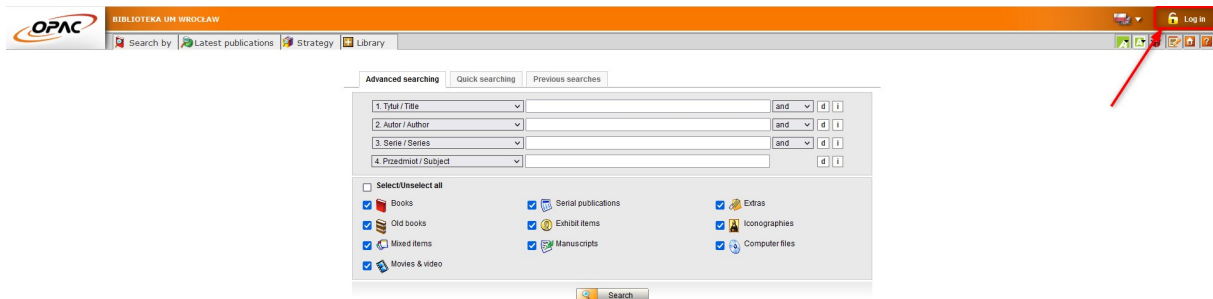 OPAC
BIBLIOTEKA UM WROCŁAW
Log in
Search by Latest publications Strategy Library
Advanced searching Quick searching Previous searches
1. Tytuł / Title and d i
2. Autor / Author and d i
3. Serie / Series and d i
4. Przedmiot / Subject d i
Select/Unselect all
Books Serial publications Extras
Old books Exhibit items Iconographies
Mixed items Manuscripts Computer files
Movies & video
Search